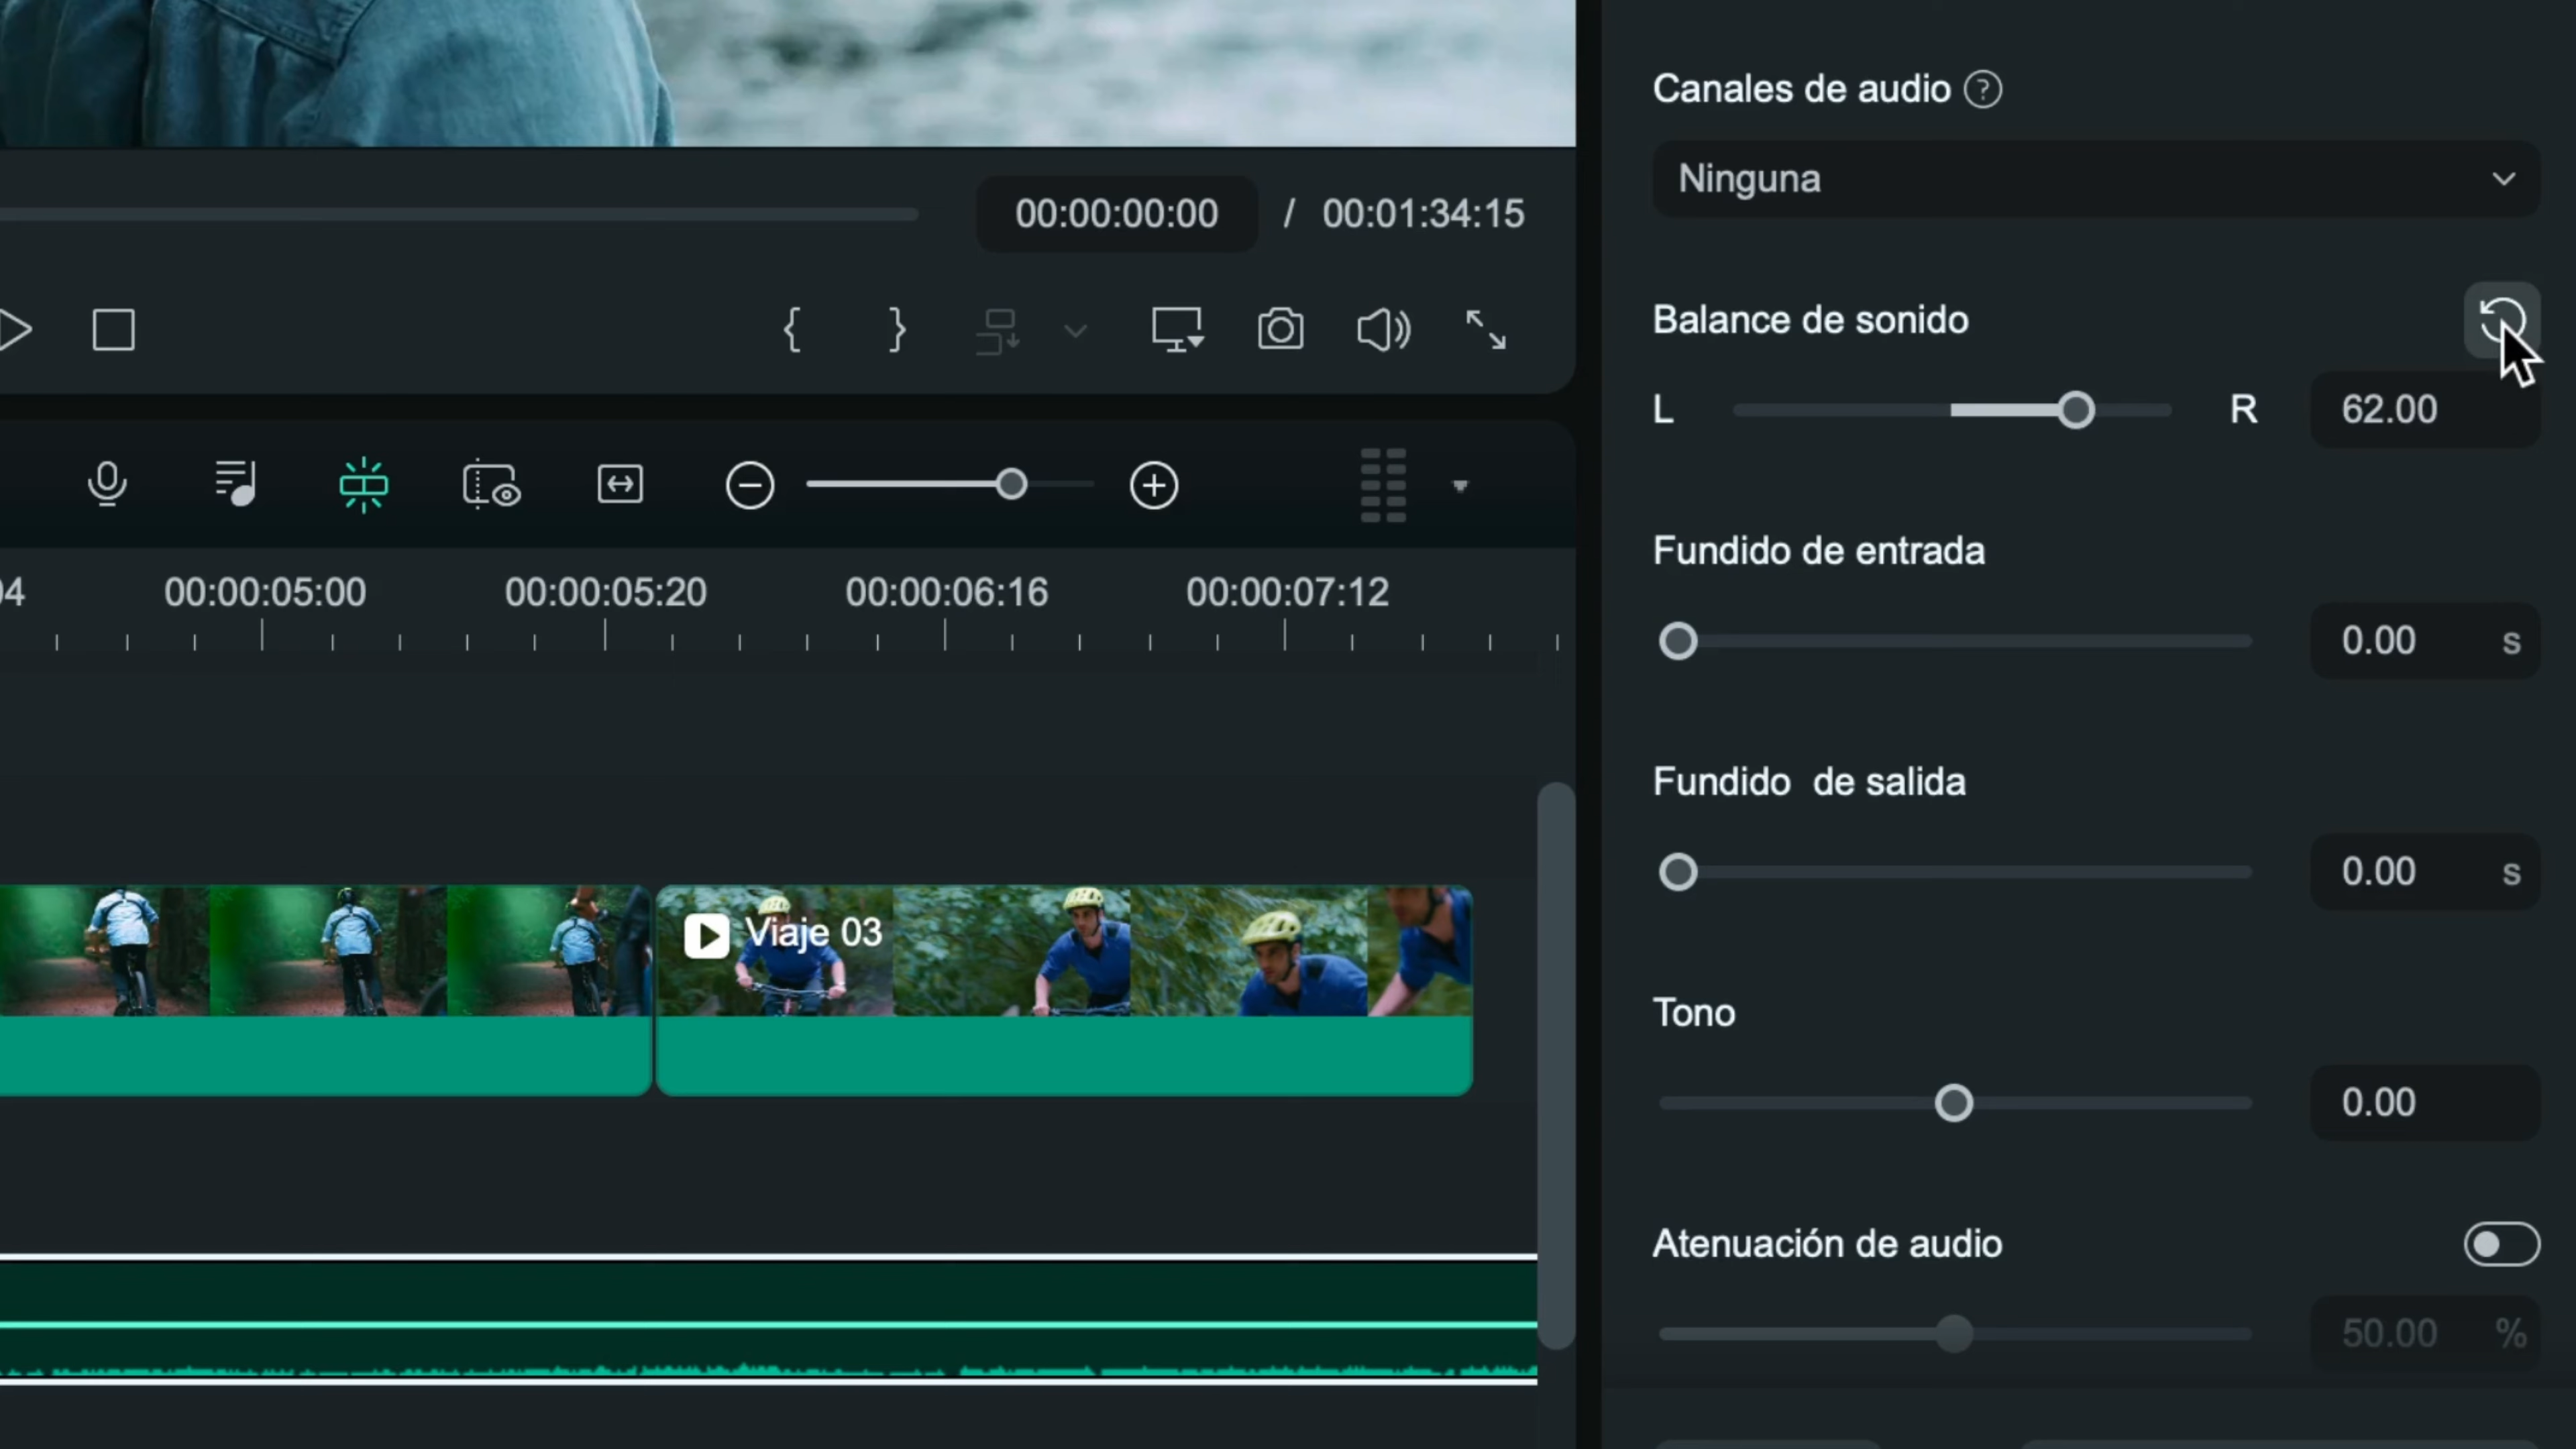 00:00:00:00 / 00:01:34:15
04 00:00:05:00 00:00:05:20 00:00:06:16 00:00:07:12
Viaje 03
Canales de audio ?
Ninguna
Balance de sonido
L R 62.00
Fundido de entrada
0.00 s
Fundido de salida
0.00 s
Tono
0.00
Atenuación de audio
50.00 %